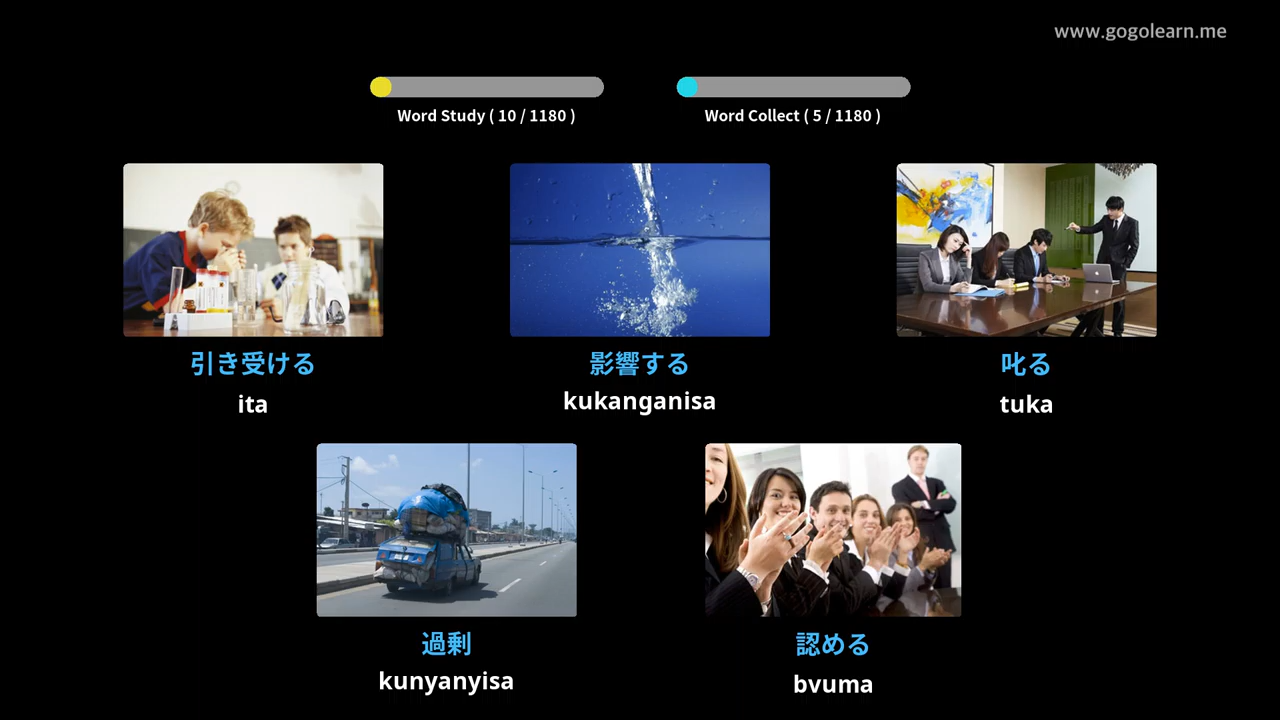 www.gogolearn.me
Word Study ( 10 / 1180 )
Word Collect ( 5 / 1180 )
引き受ける
ita
影響する
kukanganisa
叱る
tuka
過剰
kunyanyisa
認める
bvuma